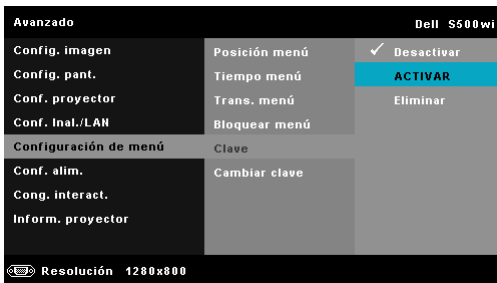 Avanzado Dell S500wi
Config. imagen Posición menú ✓ Desactivar
Config. pant. Tiempo menú ACTIVAR
Conf. proyector Trans. menú Eliminar
Conf. Inal./LAN Bloquear menú
Configuración de menú Clave
Conf. alim. Cambiar clave
Cong. interact.
Inform. proyector
Resolución 1280x800